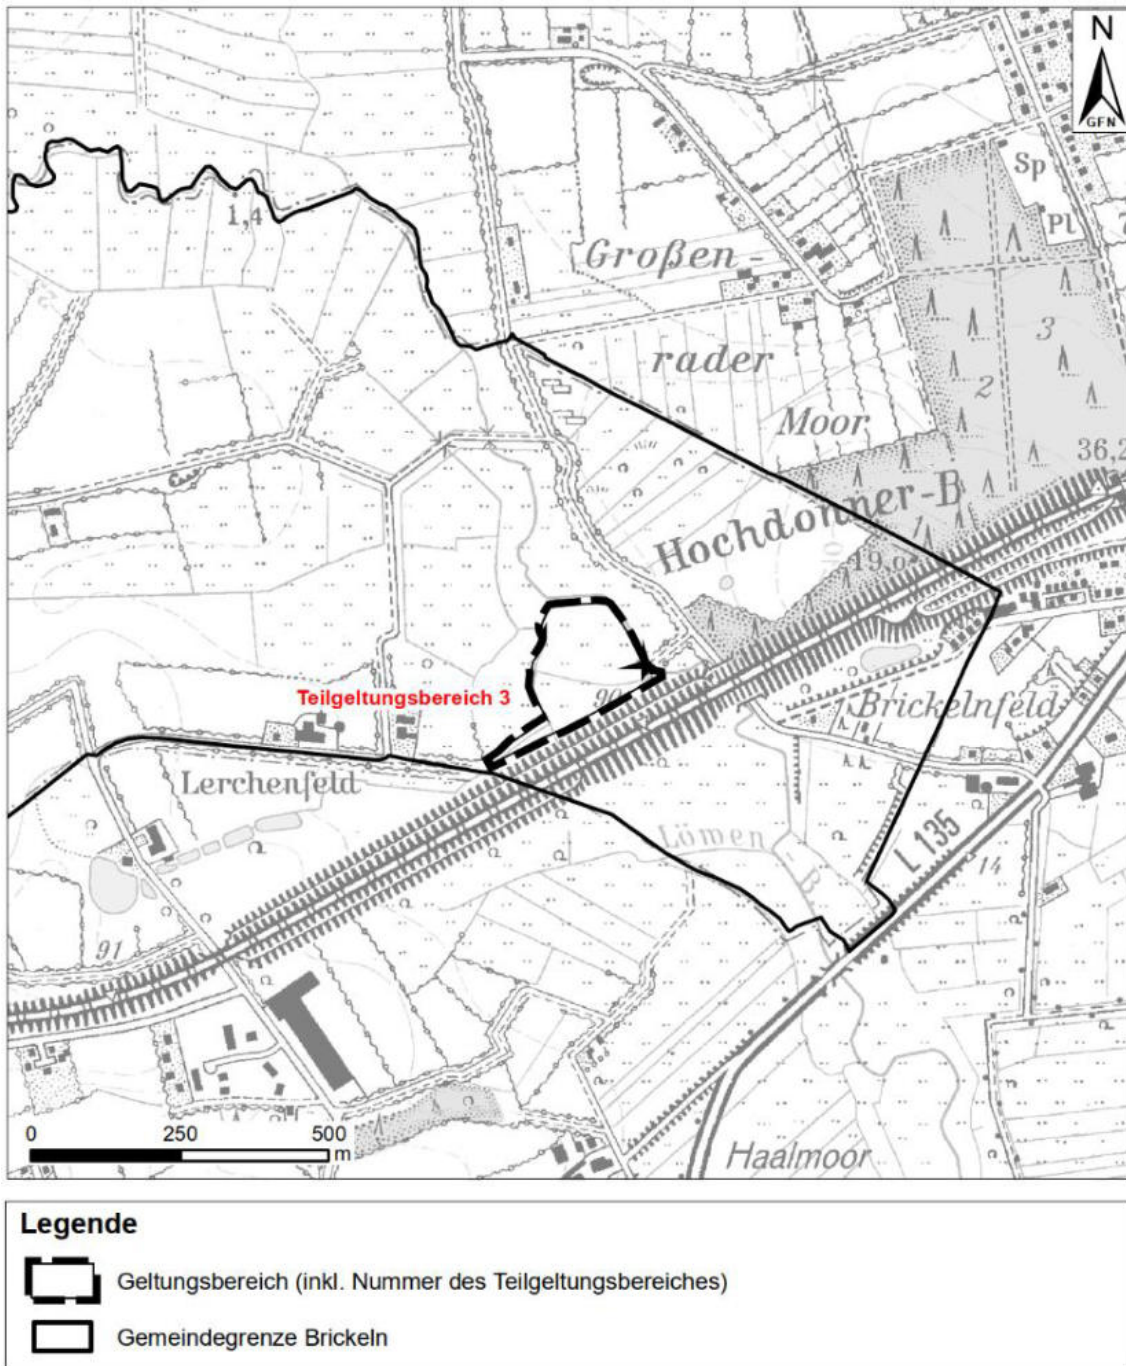 N
GFN
Sp
Pl
1,4
Großen -
rader
Moor
3
2
36,2
Hochdonner-B
1
19,0
Teilgeltungsbereich 3
90
Brickelnfeld
Lerchenfeld
Lömen
B
L 135
14
91
0 250 500
m
Haalmoor
Legende
Geltungsbereich (inkl. Nummer des Teilgeltungsbereiches)
Gemeindegrenze Brickeln